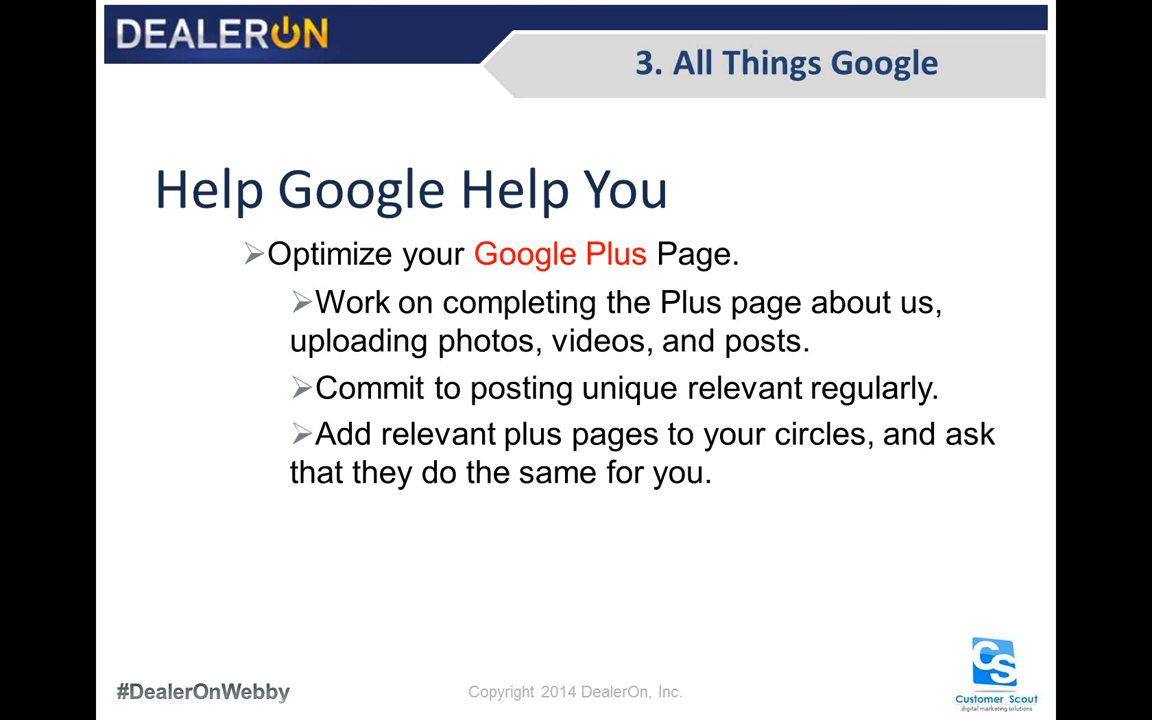 DEALERON
3. All Things Google
Help Google Help You
➢Optimize your Google Plus Page.
➢Work on completing the Plus page about us,
uploading photos, videos, and posts.
➢Commit to posting unique relevant regularly.
➢Add relevant plus pages to your circles, and ask
that they do the same for you.
#DealerOnWebby
Copyright 2014 DealerOn, Inc.
CS
Customer Scout
digital marketing solutions